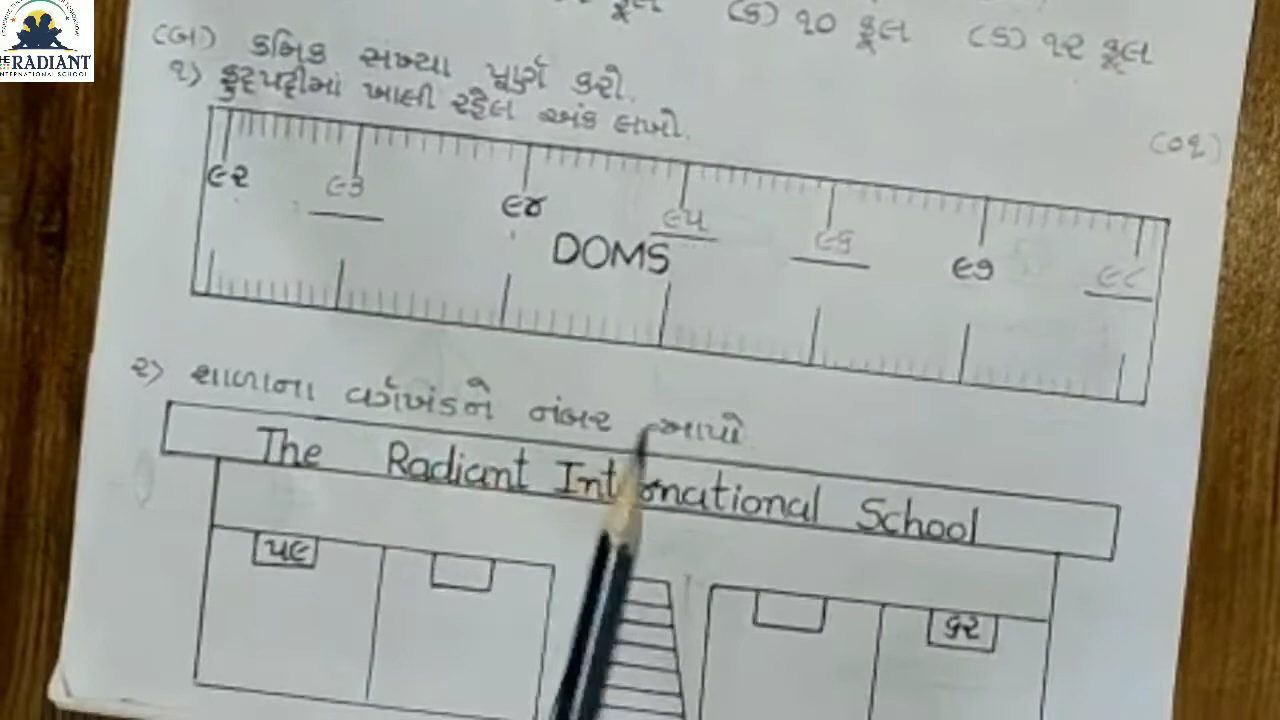 THE RADIANT
INTERNATIONAL SCHOOL
ફૂલ (ક) ૧૦ ફૂલ (ડ) ૧૨ ફૂલ
(બ) ક્રમિક સંખ્યા પૂર્ણ કરો.
૧) ફુટપટ્ટીમાં ખાલી રહેલ અંક લખો. (૦૨)
૯૨ ૯૩ ૯૪ ૯૫ ૯૬ ૯૭ ૯૮
DOMS
૨) શાળાના વર્ગખંડને નંબર આપો.
The Radiant International School
૫૯ ૬૨